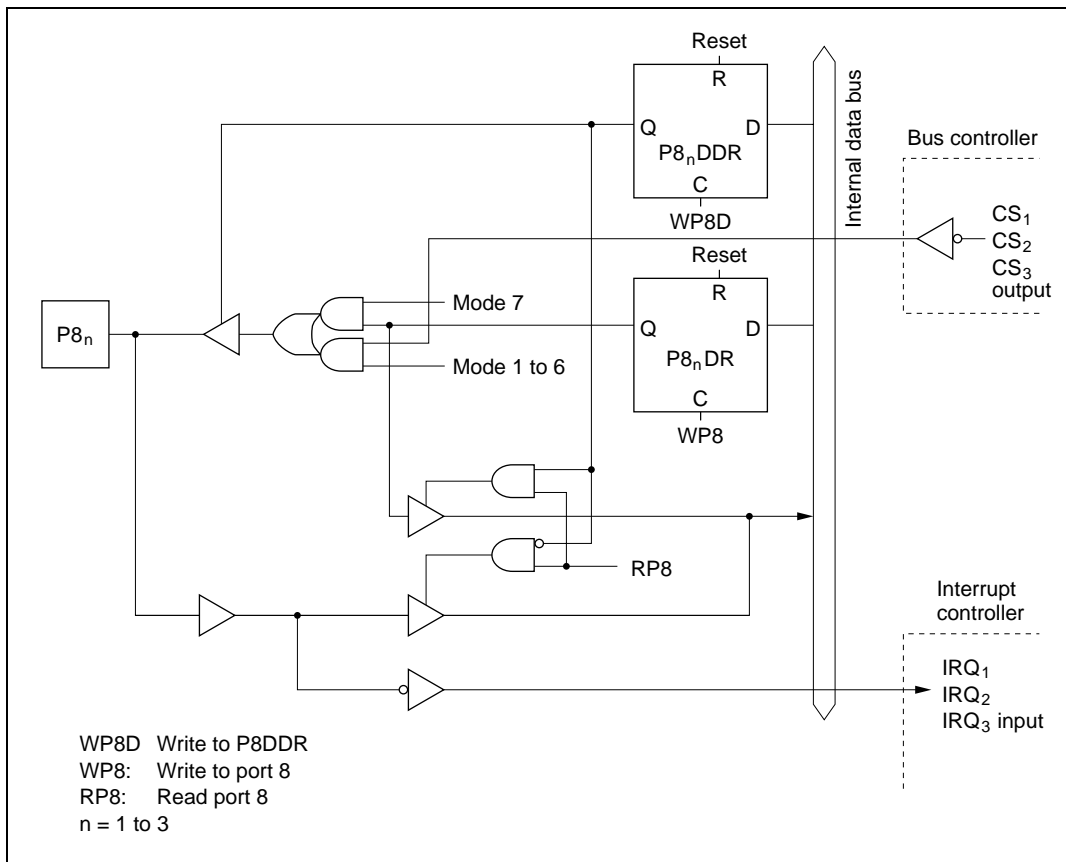 Reset
R
Q
D
P8nDDR
C
WP8D
Internal data bus
Bus controller
CS1
CS2
CS3
output
Reset
R
Q
D
P8nDR
C
WP8
Mode 7
P8n
Mode 1 to 6
RP8
Interrupt
controller
IRQ1
IRQ2
IRQ3 input
WP8D Write to P8DDR
WP8: Write to port 8
RP8: Read port 8
n = 1 to 3